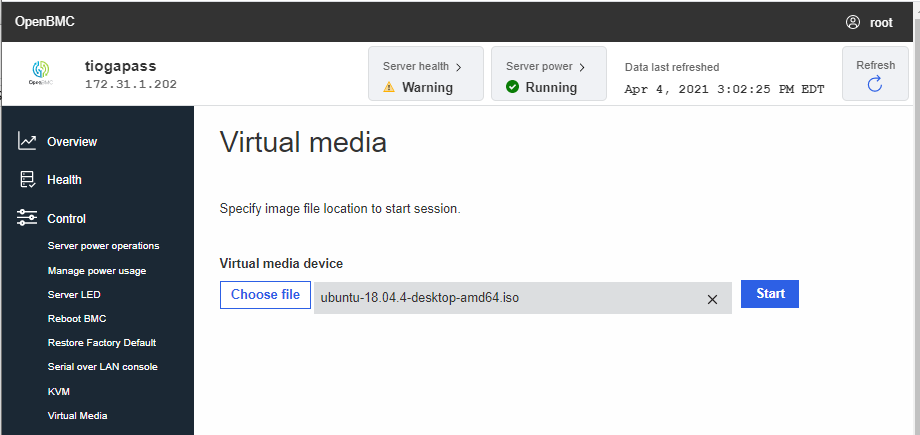 OpenBMC
root
OpenBMC
tiogapass
172.31.1.202
Server health
Warning
Server power
Running
Data last refreshed
Apr 4, 2021 3:02:25 PM EDT
Refresh
Overview
Health
Control
Server power operations
Manage power usage
Server LED
Reboot BMC
Restore Factory Default
Serial over LAN console
KVM
Virtual Media
Virtual media
Specify image file location to start session.
Virtual media device
Choose file
ubuntu-18.04.4-desktop-amd64.iso
Start